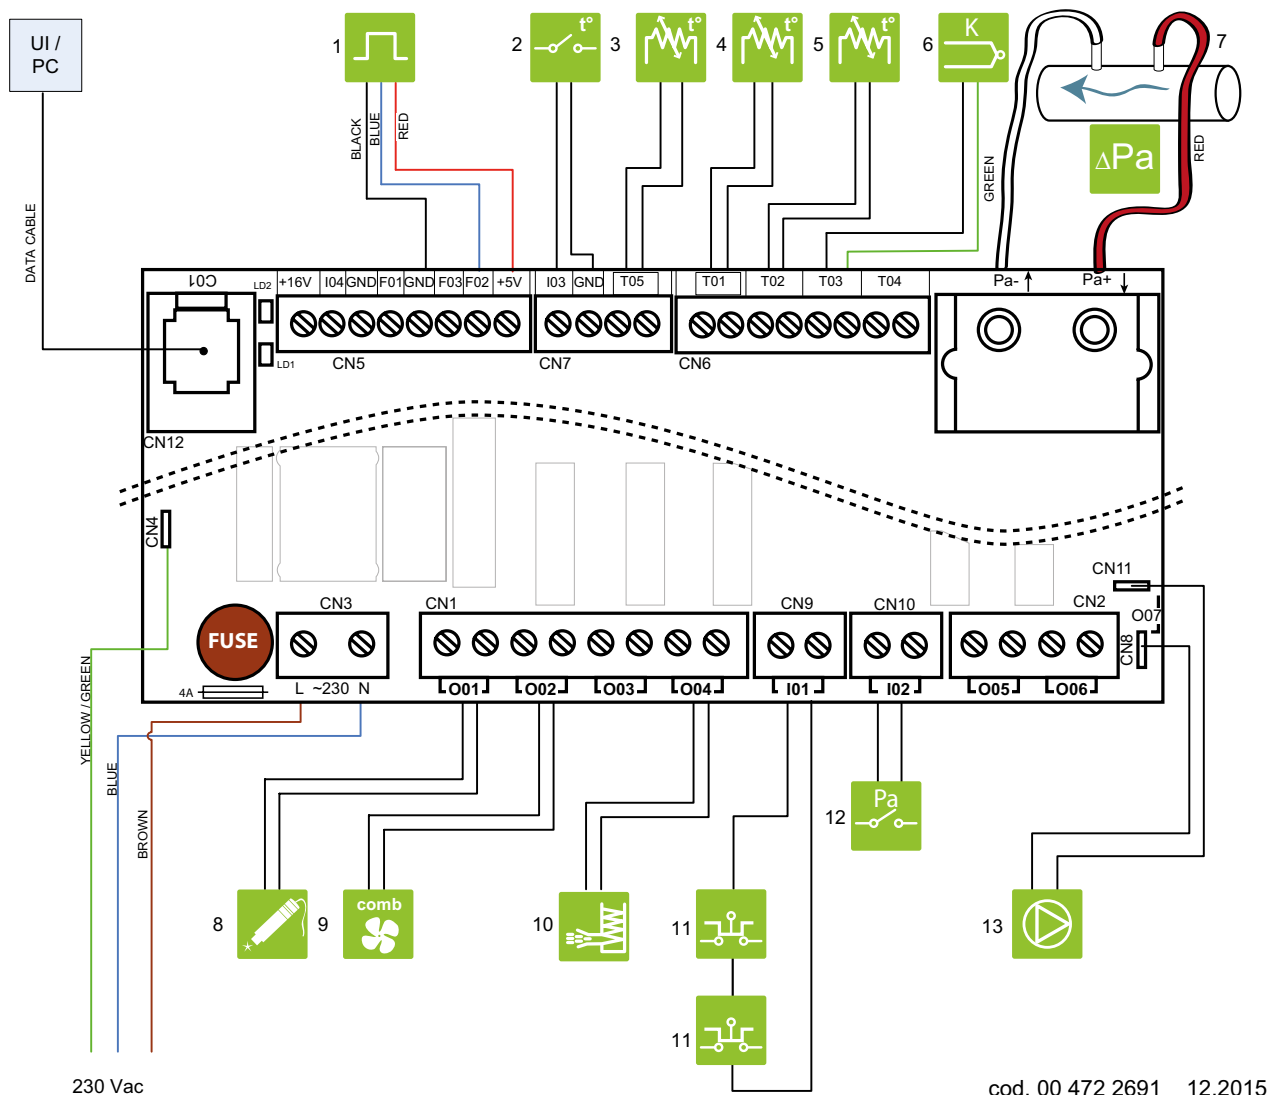 UI /
PC
1
2
t°
3
t°
4
t°
5
t°
6
K
7
ΔPa
BLACK
BLUE
RED
GREEN
RED
DATA CABLE
C01
LD2
LD1
+16V I04 GND F01 GND F03 F02 +5V
I03 GND T05
T01 T02 T03 T04
Pa-
Pa+
CN5
CN7
CN6
CN12
CN4
CN11
CN3
CN1
CN9
CN10
CN2
O07
CN8
FUSE
4A
L ~230 N
O01
O02
O03
O04
I01
I02
O05
O06
YELLOW / GREEN
BLUE
BROWN
Pa
12
8
comb
9
10
11
13
11
230 Vac
cod. 00 472 2691 12.2015